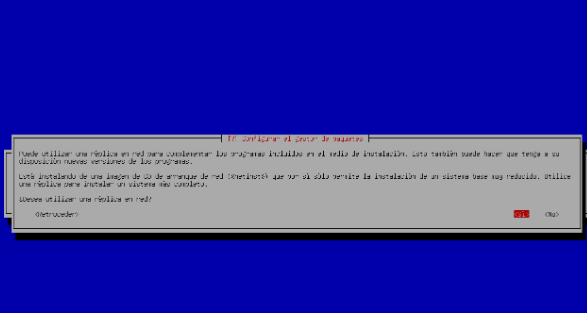 [?] Configurar el gestor de paquetes
Puede utilizar una réplica en red para complementar los programas incluidos en el medio de instalación. Esto también puede hacer que tenga a su
disposición nuevas versiones de los programas.
Está instalando de una imagen de CD de arranque de red («netinst») que por sí sólo permite la instalación de un sistema base muy reducido. Utilice
una réplica para instalar un sistema más completo.
¿Desea utilizar una réplica en red?
<Retroceder> <Sí> <No>